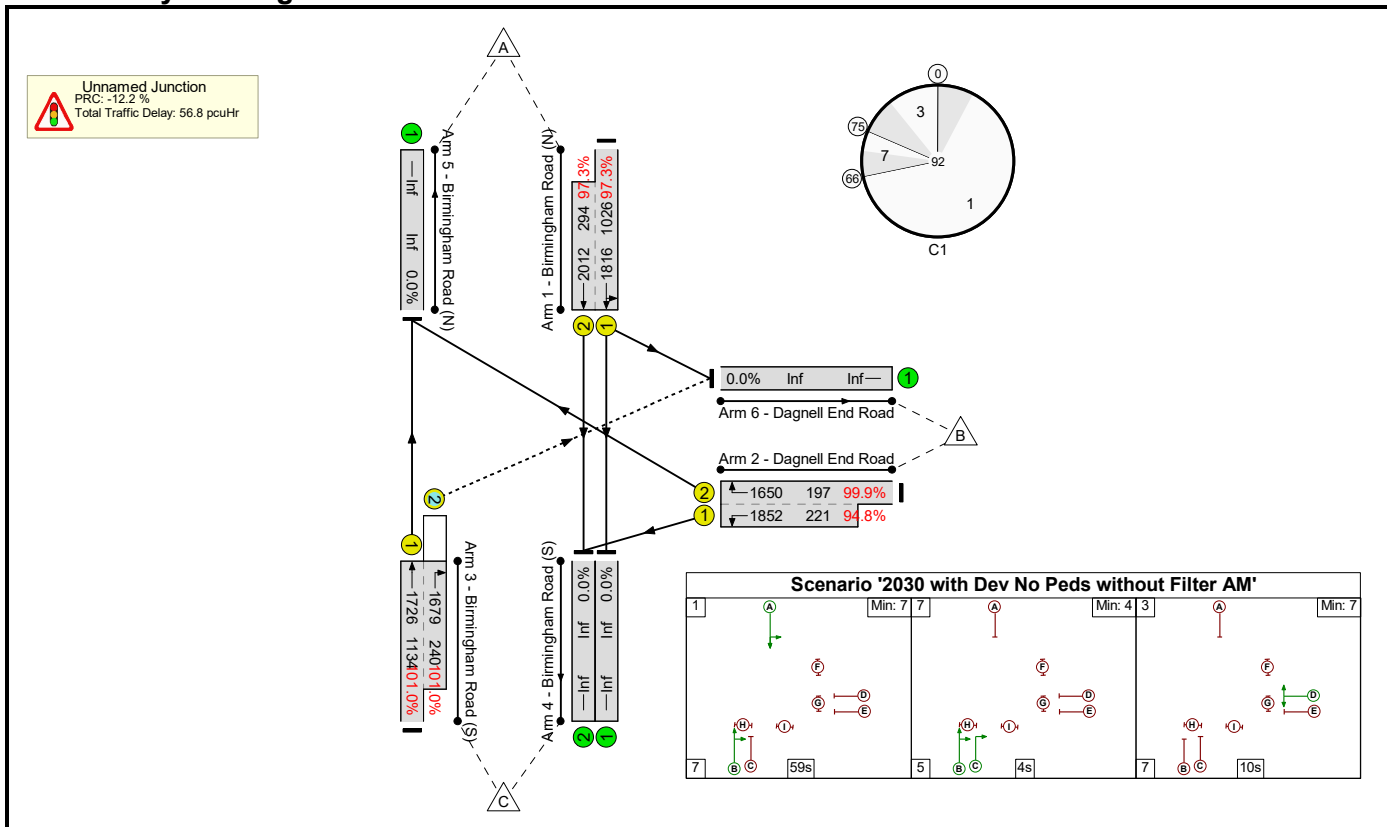 Unnamed Junction
PRC: -12.2 %
Total Traffic Delay: 56.8 pcuHr
A
1
Inf
Inf
0.0%
Arm 5 - Birmingham Road (N)
Arm 1 - Birmingham Road (N)
2012 294 97.3%
1816 1026 97.3%
2
1
0
3
75
7
66
92
1
C1
0.0% Inf Inf
1
Arm 6 - Dagnell End Road
B
Arm 2 - Dagnell End Road
2
1650 197 99.9%
1
1852 221 94.8%
2
1
1726 1134 101.0%
1679 240 101.0%
Arm 3 - Birmingham Road (S)
Arm 4 - Birmingham Road (S)
0.0% Inf Inf
0.0% Inf Inf
2
1
C
Scenario '2030 with Dev No Peds without Filter AM'
1 A Min: 7
F
G D
E
H I
B C
7 59s
7 A Min: 4
F
G D
E
H I
B C
5 4s
3 A Min: 7
F
G D
E
H I
B C
7 10s